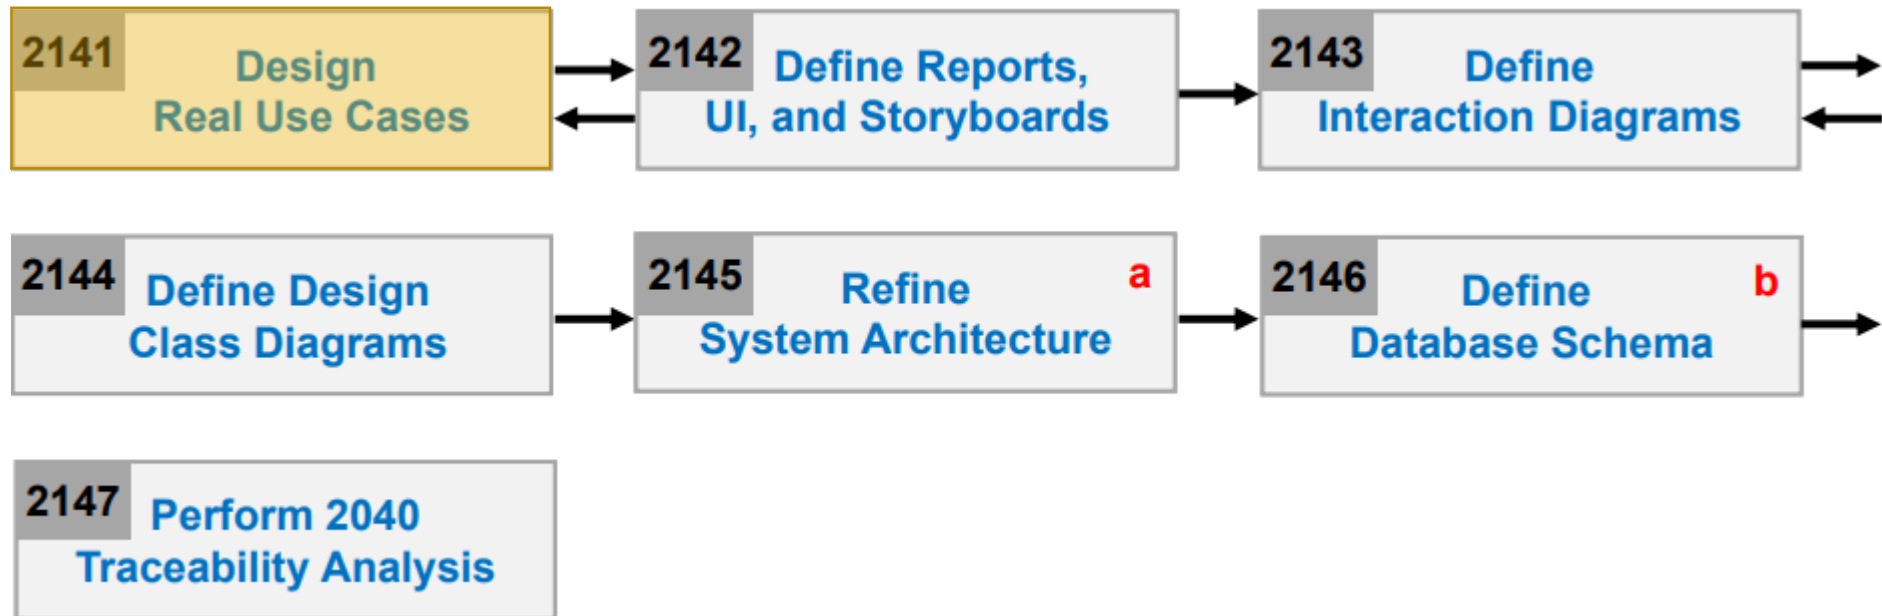 2141
Design
Real Use Cases
2142
Define Reports,
UI, and Storyboards
2143
Define
Interaction Diagrams
2144
Define Design
Class Diagrams
2145
Refine
a
System Architecture
2146
Define
b
Database Schema
2147
Perform 2040
Traceability Analysis